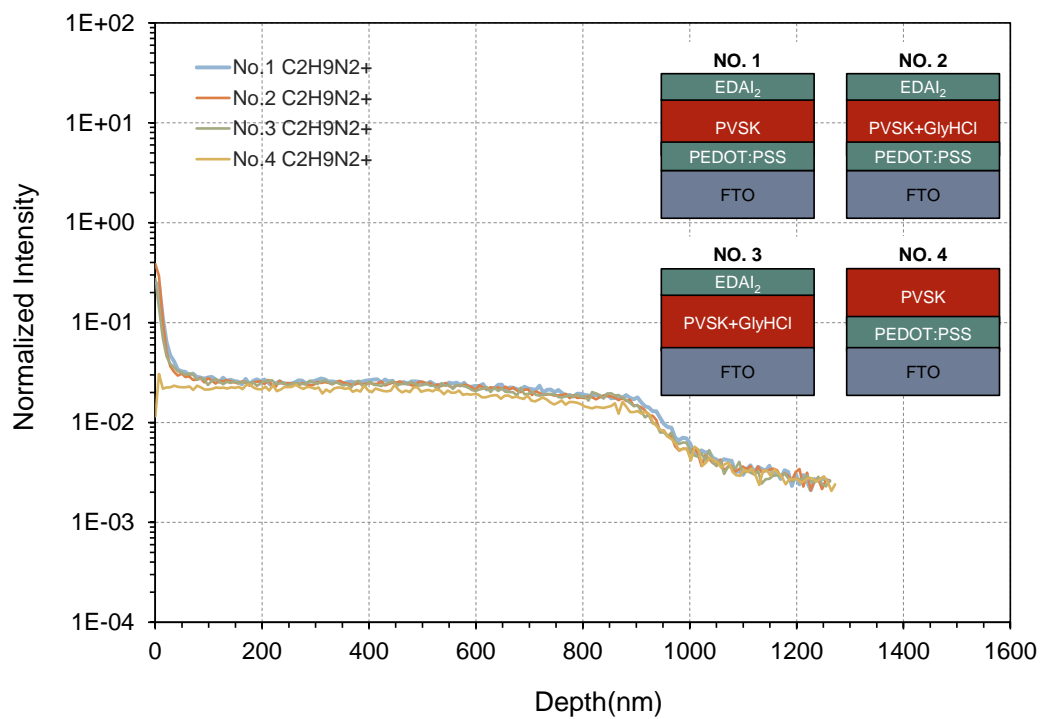 1E+02
1E+01
1E+00
1E-01
1E-02
1E-03
1E-04
Normalized Intensity
0 200 400 600 800 1000 1200 1400 1600
Depth(nm)
No.1 C2H9N2+
No.2 C2H9N2+
No.3 C2H9N2+
No.4 C2H9N2+
NO. 1
EDAI₂
PVSK
PEDOT:PSS
FTO
NO. 2
EDAI₂
PVSK+GlyHCl
PEDOT:PSS
FTO
NO. 3
EDAI₂
PVSK+GlyHCl
FTO
NO. 4
PVSK
PEDOT:PSS
FTO